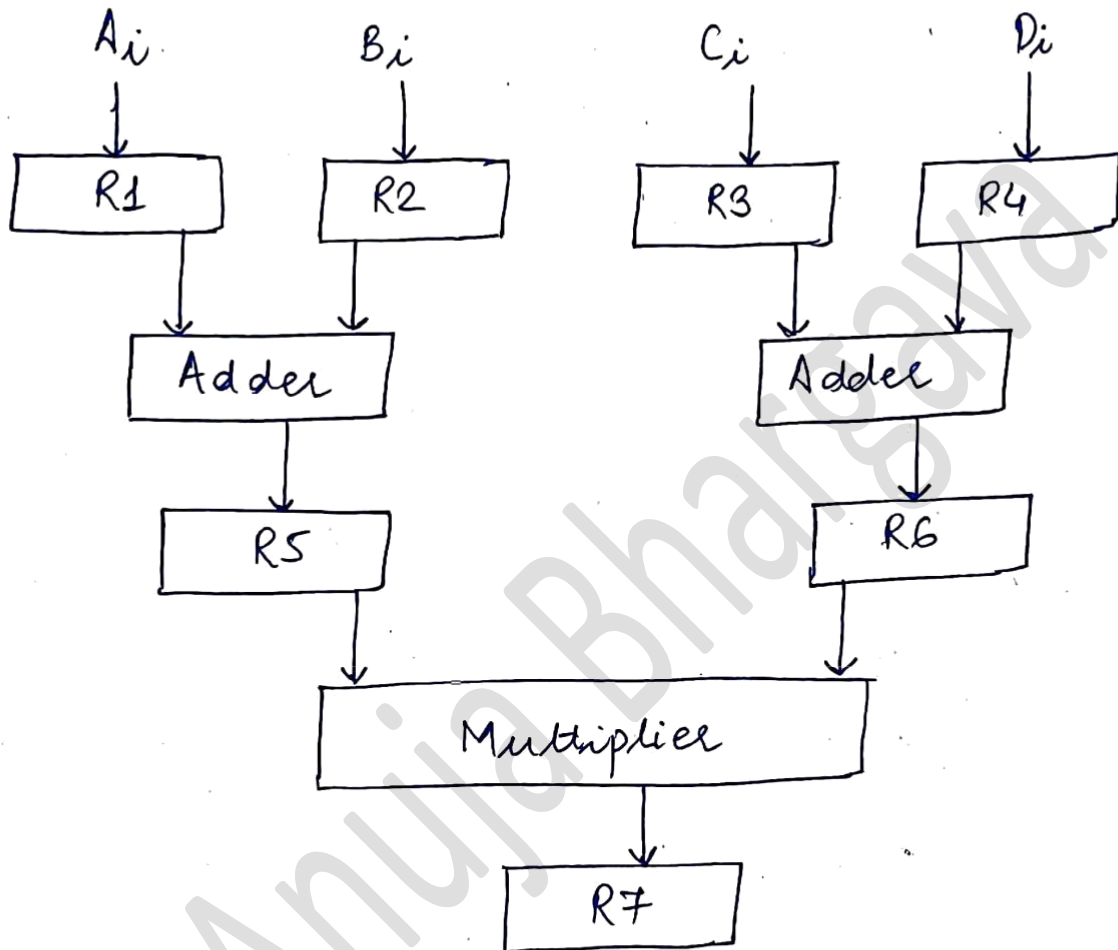 Ai Bi Ci Di
R1 R2 R3 R4
Adder Adder
R5 R6
Multiplier
R7
Anuja Bhargava